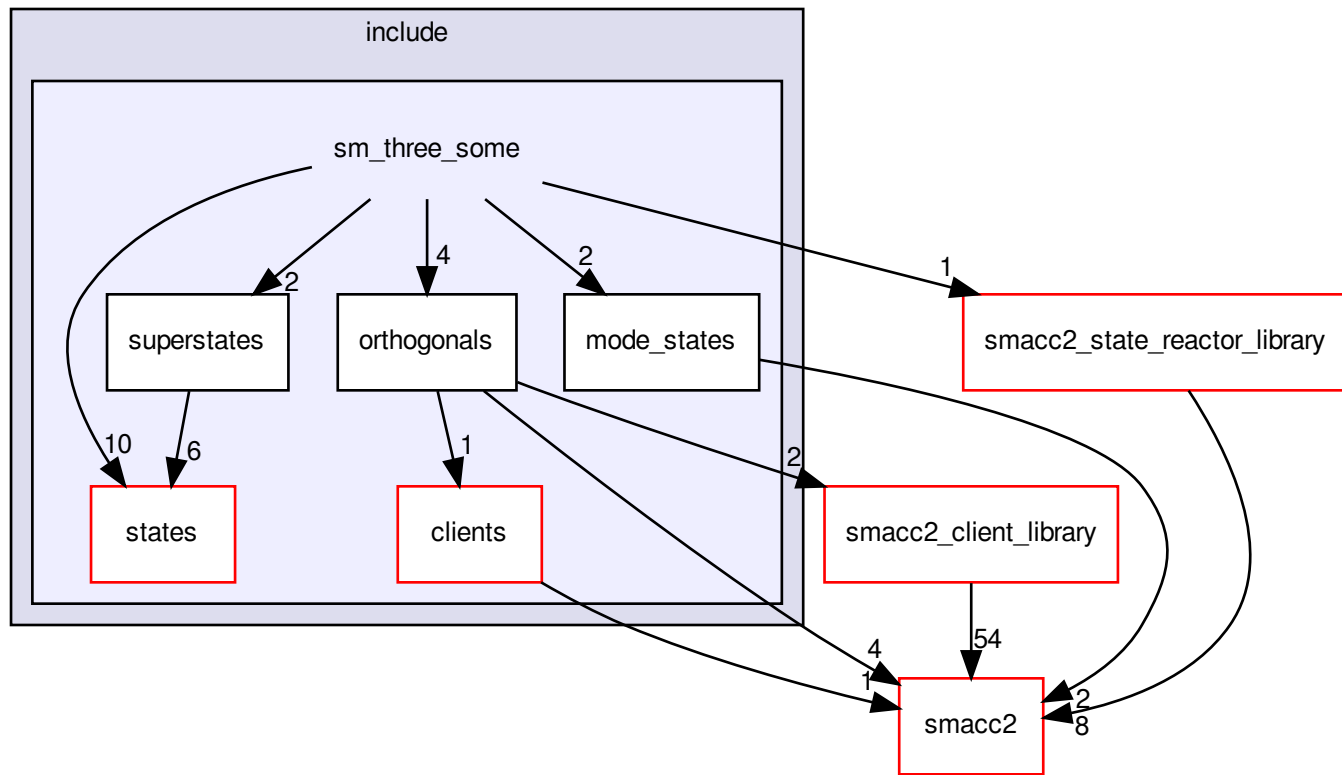 include
sm_three_some
2
4
2
1
superstates
orthogonals
mode_states
smacc2_state_reactor_library
10
6
1
2
states
clients
smacc2_client_library
4
54
1
2
8
smacc2